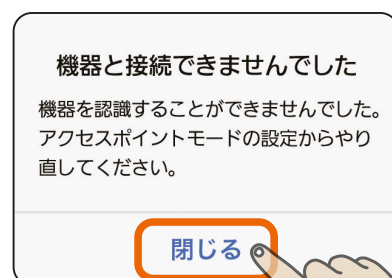 機器と接続できませんでした
機器を認識することができませんでした。
アクセスポイントモードの設定からやり
直してください。
閉じる